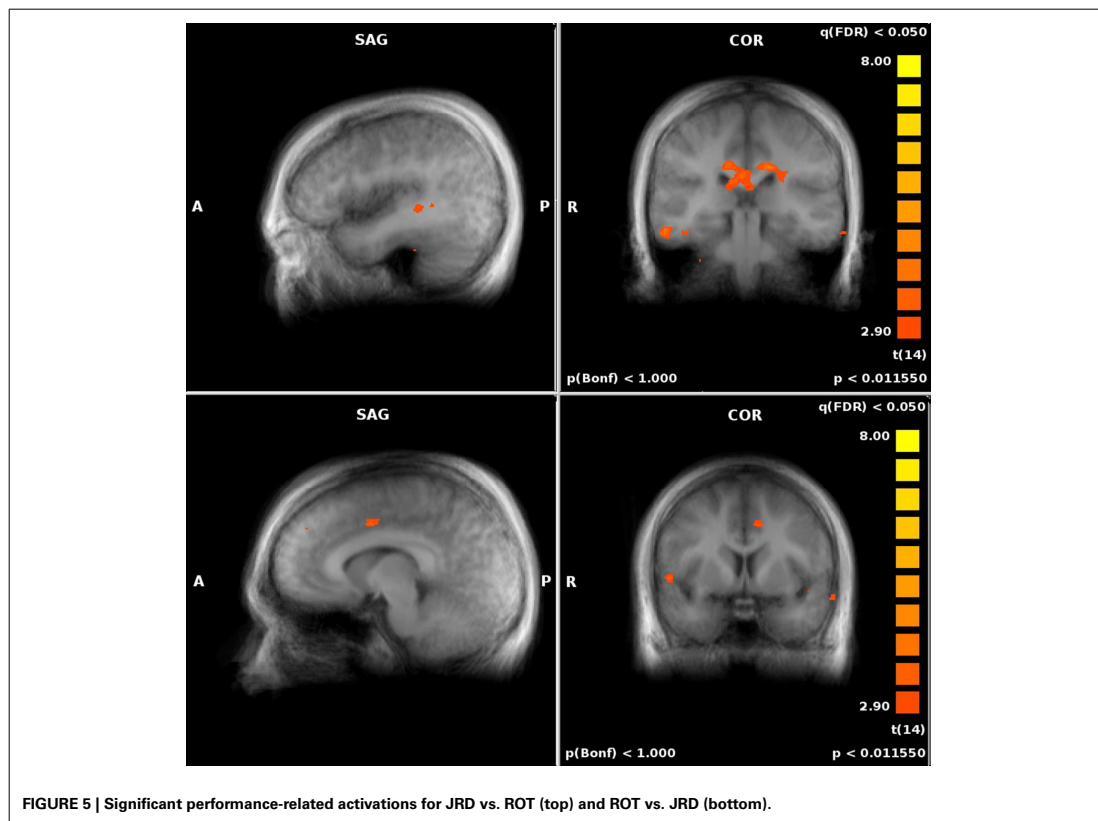 SAG
COR
q(FDR) < 0.050
8.00
A
P
R
2.90
t(14)
p(Bonf) < 1.000
p < 0.011550
SAG
COR
q(FDR) < 0.050
8.00
A
P
R
2.90
t(14)
p(Bonf) < 1.000
p < 0.011550
FIGURE 5 | Significant performance-related activations for JRD vs. ROT (top) and ROT vs. JRD (bottom).